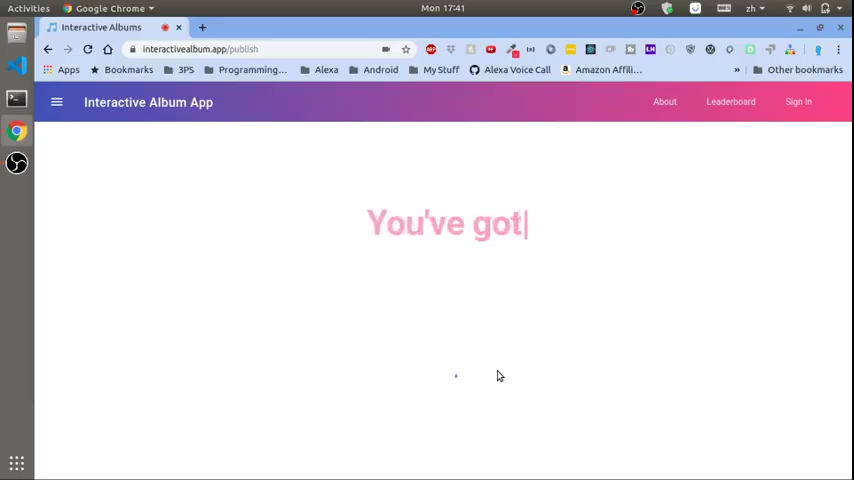 Activities Google Chrome Mon 17:41 zh
Interactive Albums
interactivealbum.app/publish
Apps Bookmarks 3PS Programming… Alexa Android My Stuff Alexa Voice Call Amazon Affili… » Other bookmarks
Interactive Album App About Leaderboard Sign In
You've got